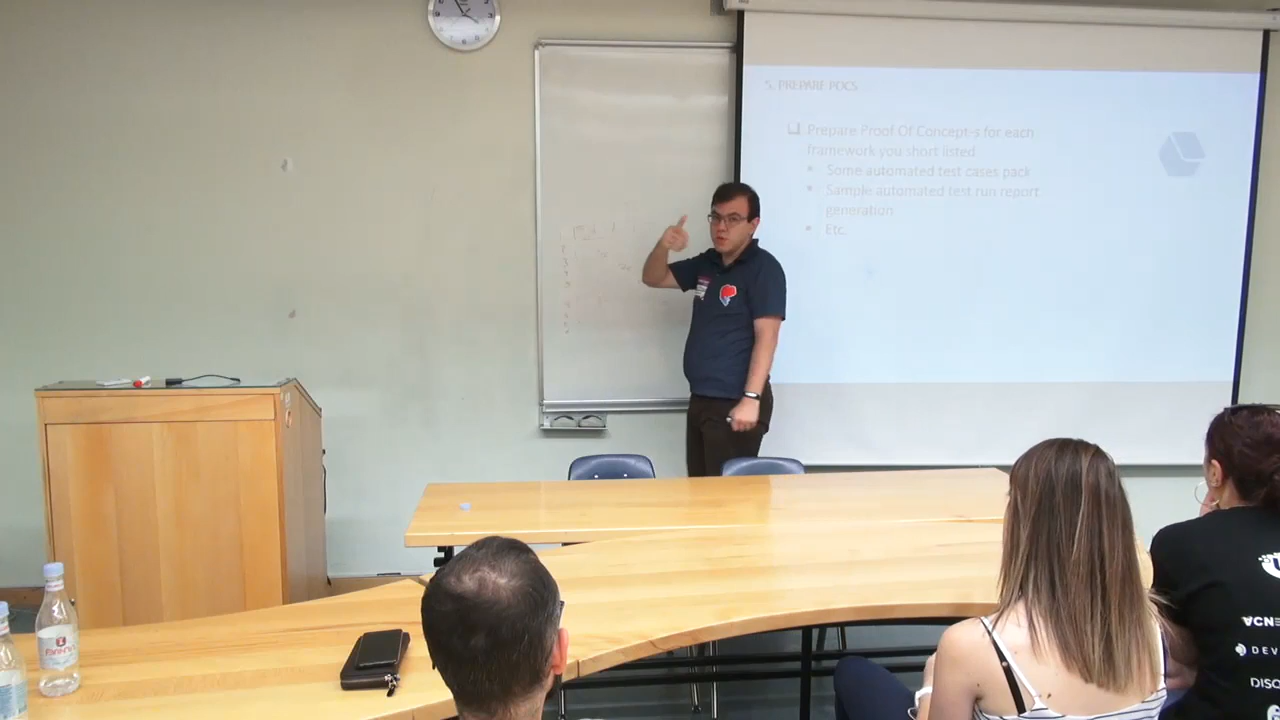 5. PREPARE POCS
Prepare Proof Of Concept-s for each
framework you short listed
Some automated test cases pack
Sample automated test run report
generation
Etc.
DEV
DISC